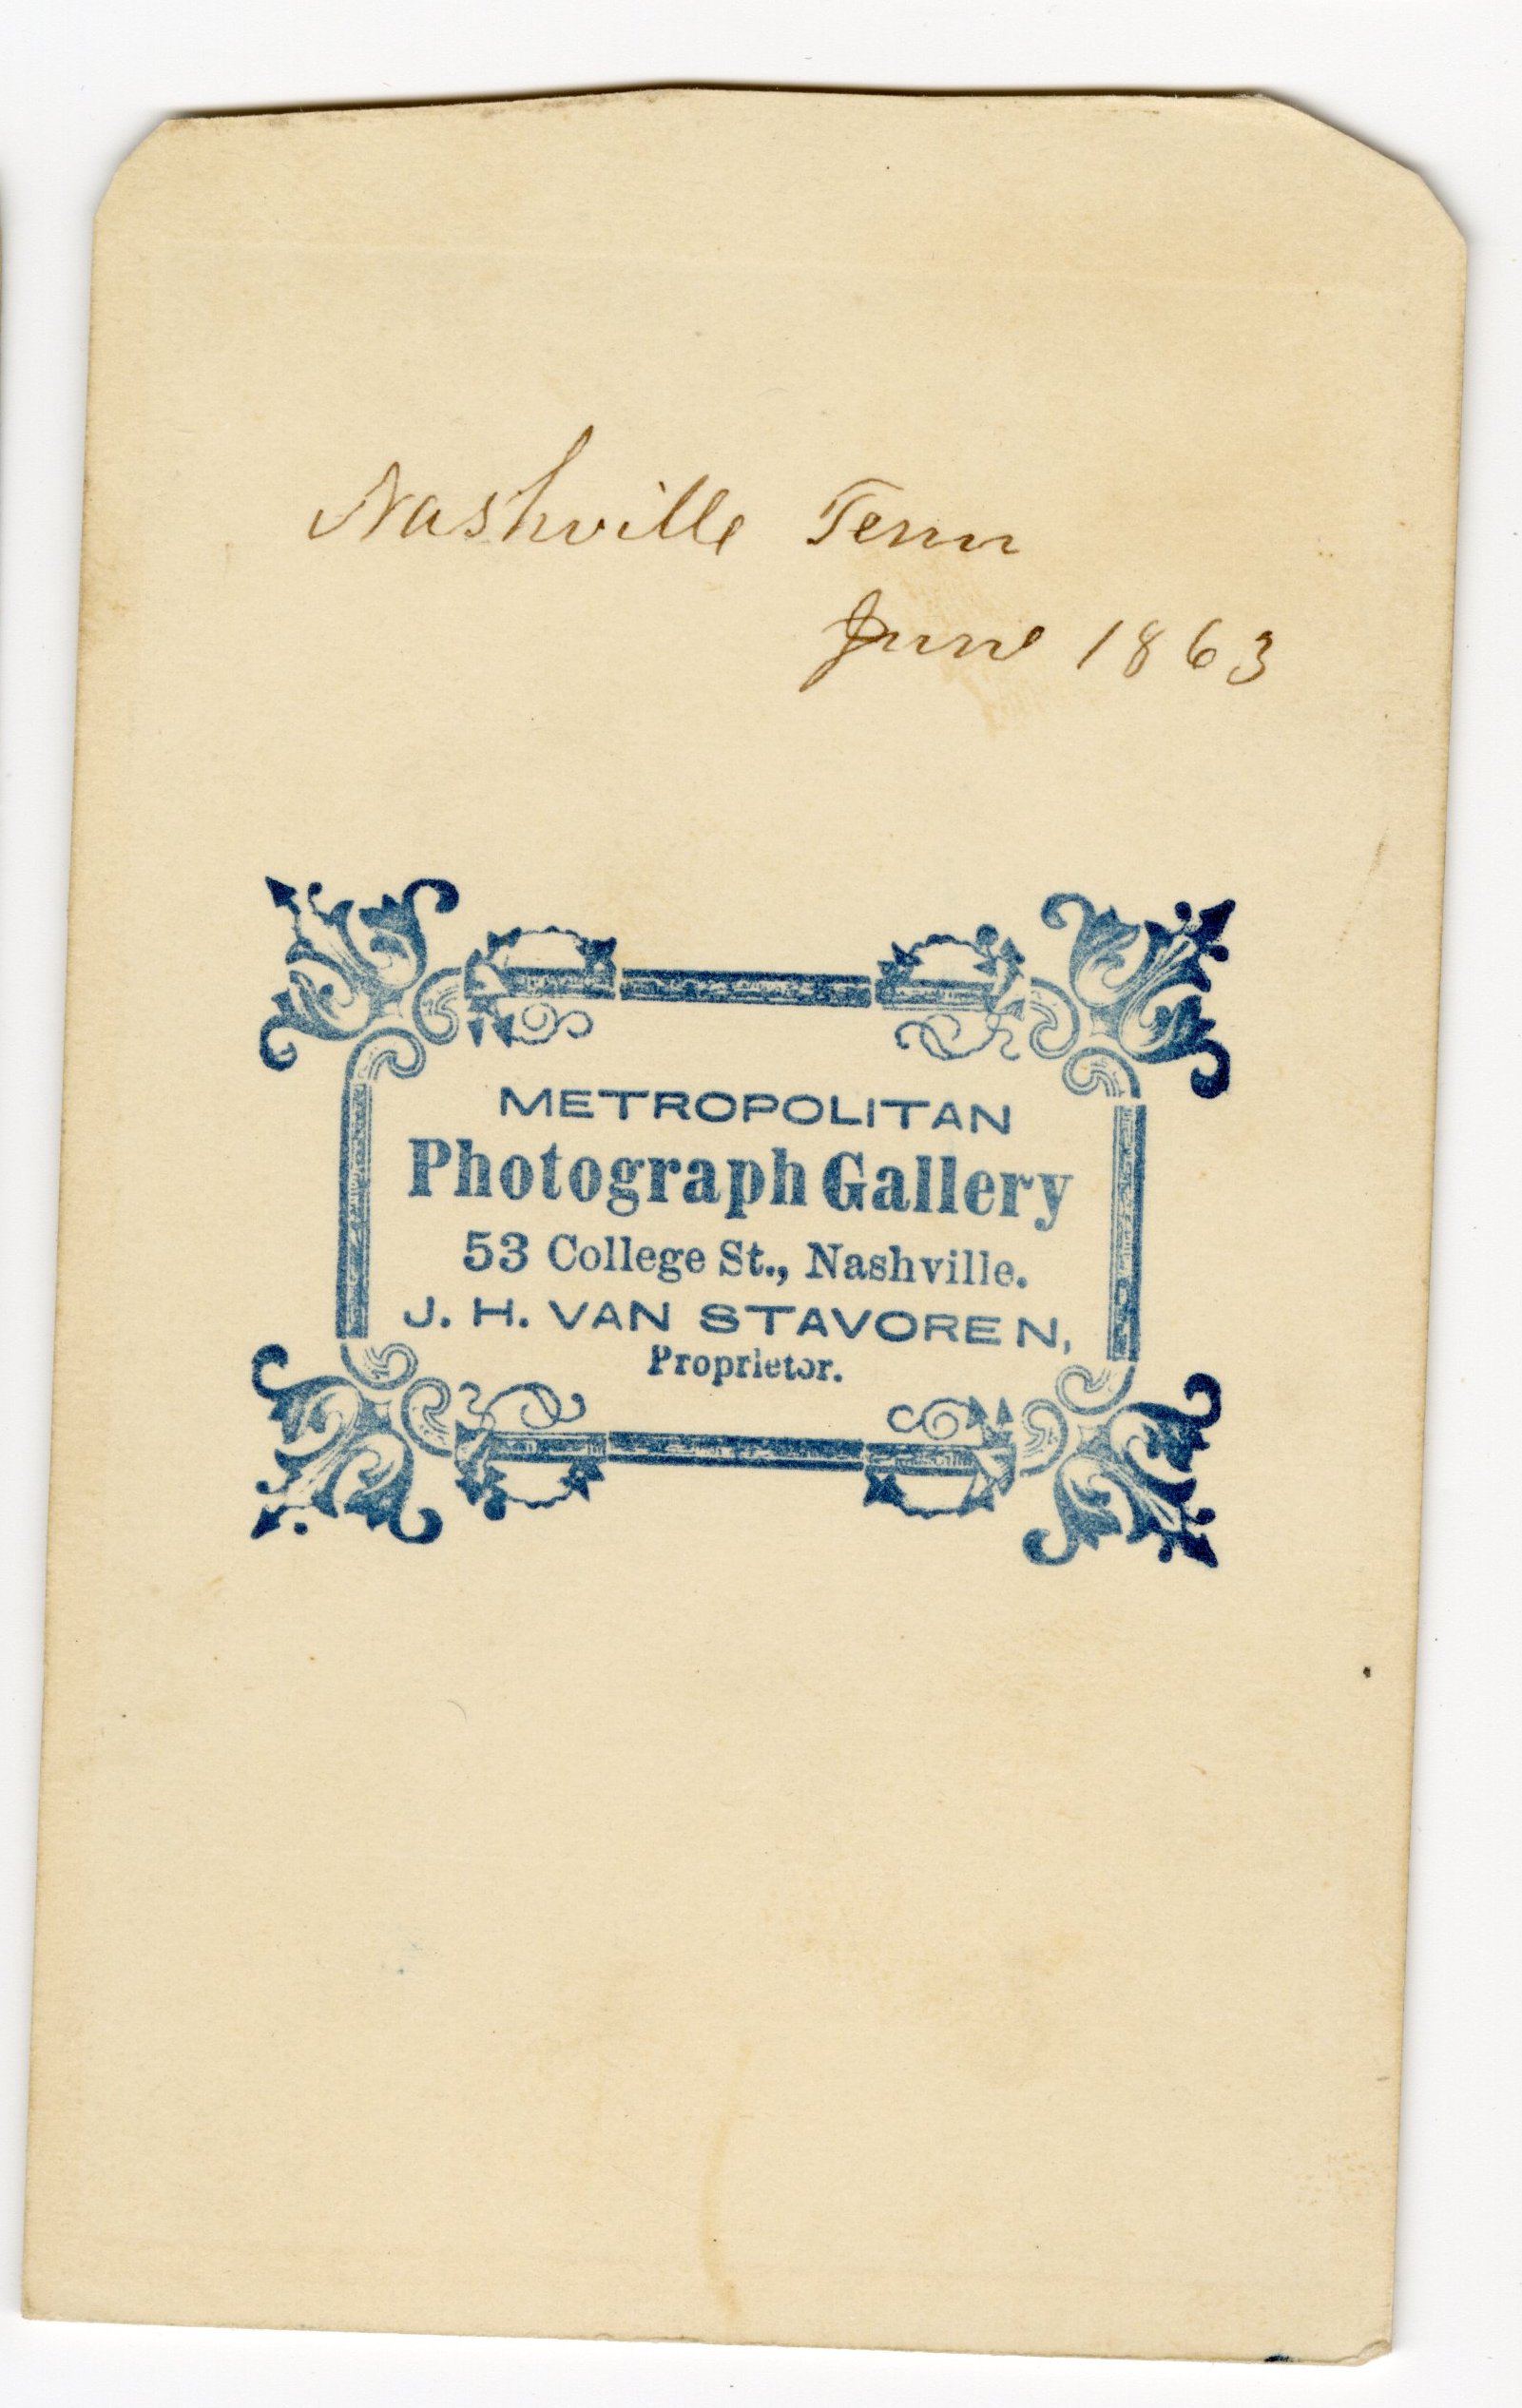 Nashville Tenn
June 1863
METROPOLITAN
Photograph Gallery
53 College St., Nashville.
J. H. VAN STAVOREN,
Proprietor.